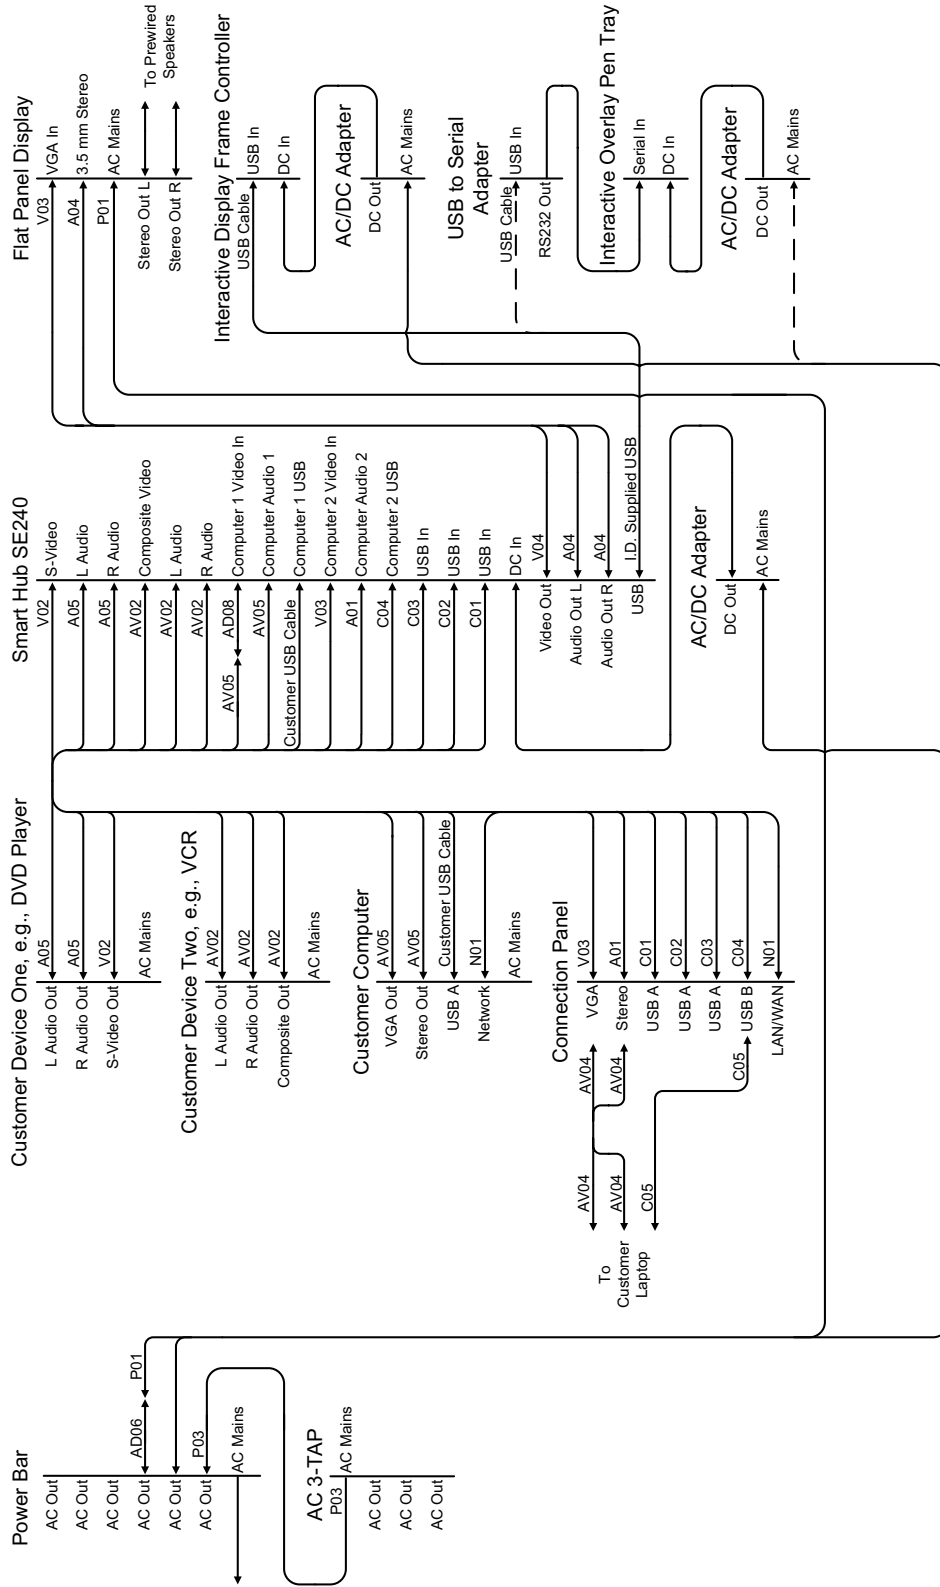 Power Bar
AC Out
AC Out
AC Out
AC Out
AD06
P01
AC Out
AC Out
P03
AC Mains
AC 3-TAP
P03
AC Mains
AC Out
AC Out
AC Out
Customer Device One, e.g., DVD Player
L Audio Out
A05
R Audio Out
A05
S-Video Out
V02
AC Mains
Customer Device Two, e.g., VCR
L Audio Out
AV02
R Audio Out
AV02
Composite Out
AV02
AC Mains
Customer Computer
VGA Out
AV05
Stereo Out
AV05
USB A
Customer USB Cable
Network
N01
AC Mains
Connection Panel
AV04
AV04
VGA
V03
AV04
AV04
Stereo
A01
C05
USB A
C01
USB A
C02
USB A
C03
C05
USB B
C04
LAN/WAN
N01
To
Customer
Laptop
Smart Hub SE240
V02
S-Video
A05
L Audio
A05
R Audio
AV02
Composite Video
AV02
L Audio
AV02
R Audio
AV05
AD08
Computer 1 Video In
AV05
Computer Audio 1
Customer USB Cable
Computer 1 USB
V03
Computer 2 Video In
A01
Computer Audio 2
C04
Computer 2 USB
C03
USB In
C02
USB In
C01
USB In
DC In
Video Out
V04
Audio Out L
A04
Audio Out R
A04
USB
I.D. Supplied USB
AC/DC Adapter
DC Out
AC Mains
Flat Panel Display
V03
VGA In
A04
3.5 mm Stereo
P01
AC Mains
Stereo Out L
Stereo Out R
To Prewired
Speakers
Interactive Display Frame Controller
USB Cable
USB In
DC In
AC/DC Adapter
DC Out
AC Mains
USB to Serial
Adapter
USB Cable
USB In
RS232 Out
Interactive Overlay Pen Tray
Serial In
DC In
AC/DC Adapter
DC Out
AC Mains